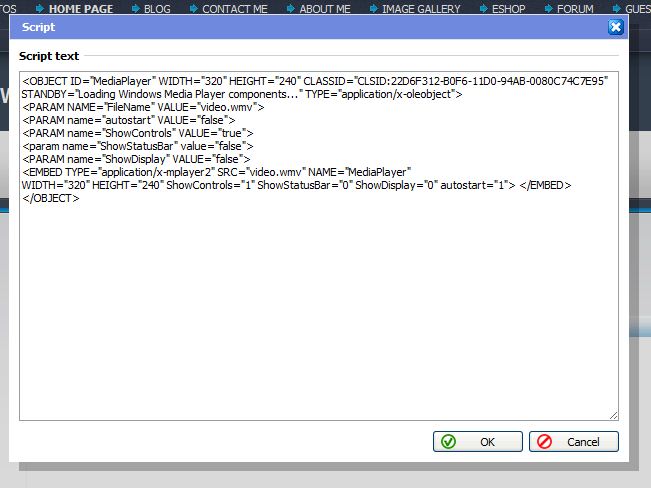 TOS HOME PAGE BLOG CONTACT ME ABOUT ME IMAGE GALLERY ESHOP FORUM GUES
Script
Script text
<OBJECT ID="MediaPlayer" WIDTH="320" HEIGHT="240" CLASSID="CLSID:22D6F312-B0F6-11D0-94AB-0080C74C7E95"
STANDBY="Loading Windows Media Player components..." TYPE="application/x-oleobject">
<PARAM NAME="FileName" VALUE="video.wmv">
<PARAM name="autostart" VALUE="false">
<PARAM name="ShowControls" VALUE="true">
<param name="ShowStatusBar" value="false">
<PARAM name="ShowDisplay" VALUE="false">
<EMBED TYPE="application/x-mplayer2" SRC="video.wmv" NAME="MediaPlayer"
WIDTH="320" HEIGHT="240" ShowControls="1" ShowStatusBar="0" ShowDisplay="0" autostart="1"> </EMBED>
</OBJECT>
OK Cancel